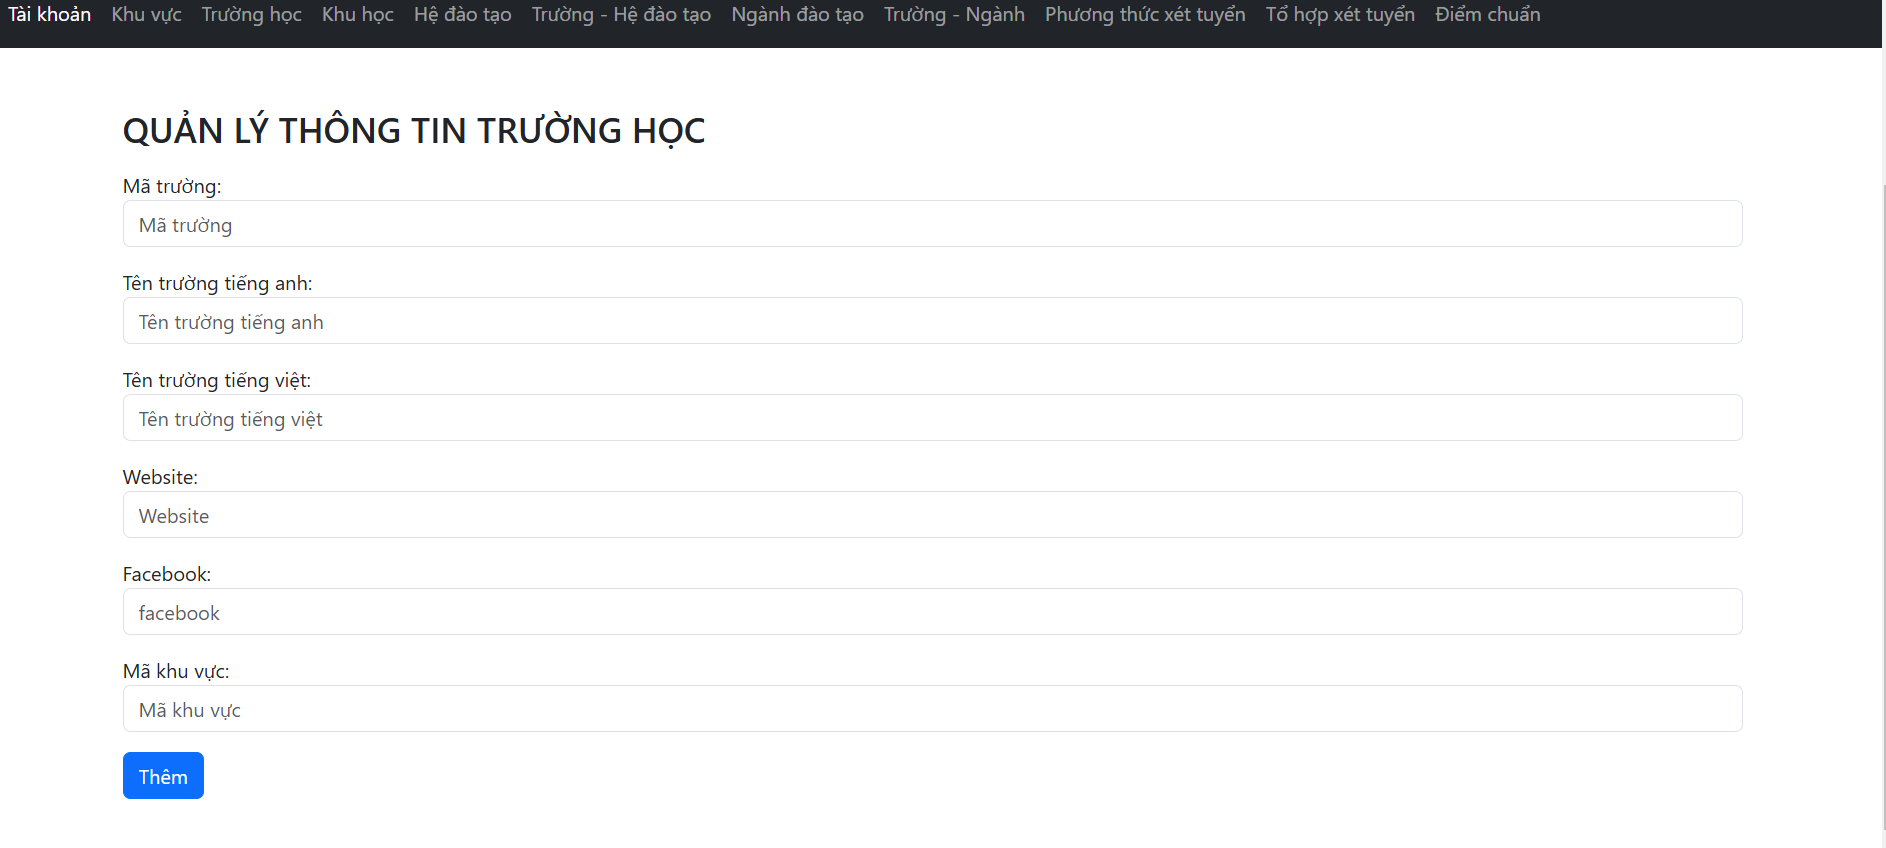 Tài khoản Khu vực Trường học Khu học Hệ đào tạo Trường - Hệ đào tạo Ngành đào tạo Trường - Ngành Phương thức xét tuyển Tổ hợp xét tuyển Điểm chuẩn
QUẢN LÝ THÔNG TIN TRƯỜNG HỌC
Mã trường:
Mã trường
Tên trường tiếng anh:
Tên trường tiếng anh
Tên trường tiếng việt:
Tên trường tiếng việt
Website:
Website
Facebook:
facebook
Mã khu vực:
Mã khu vực
Thêm